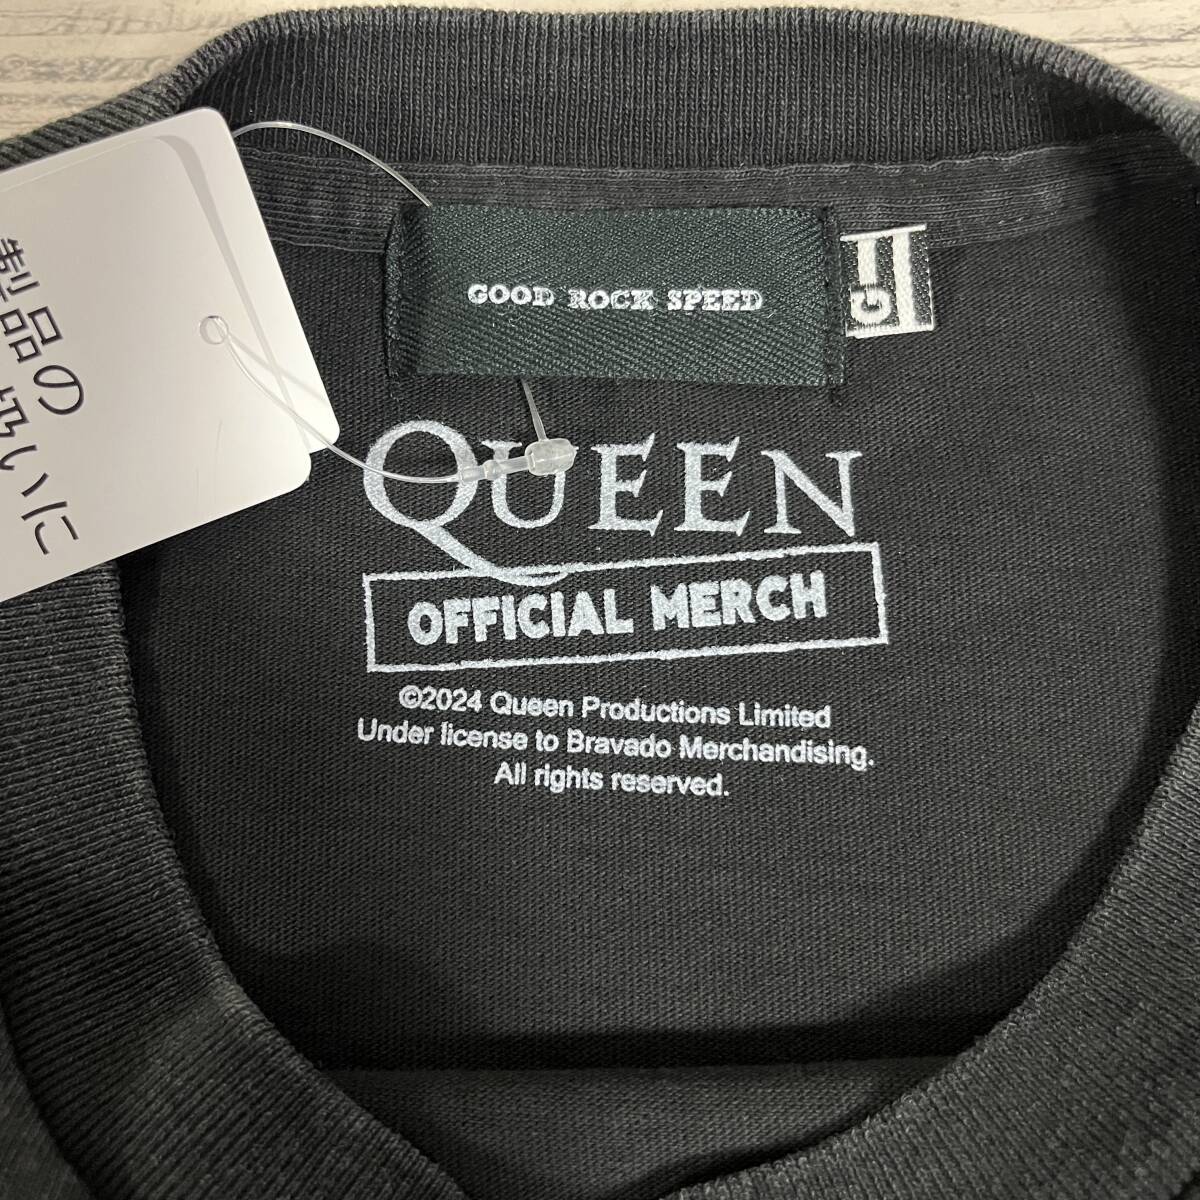 製品の
扱いに
GOOD ROCK SPEED
G
QUEEN
OFFICIAL MERCH
©2024 Queen Productions Limited
Under license to Bravado Merchandising.
All rights reserved.